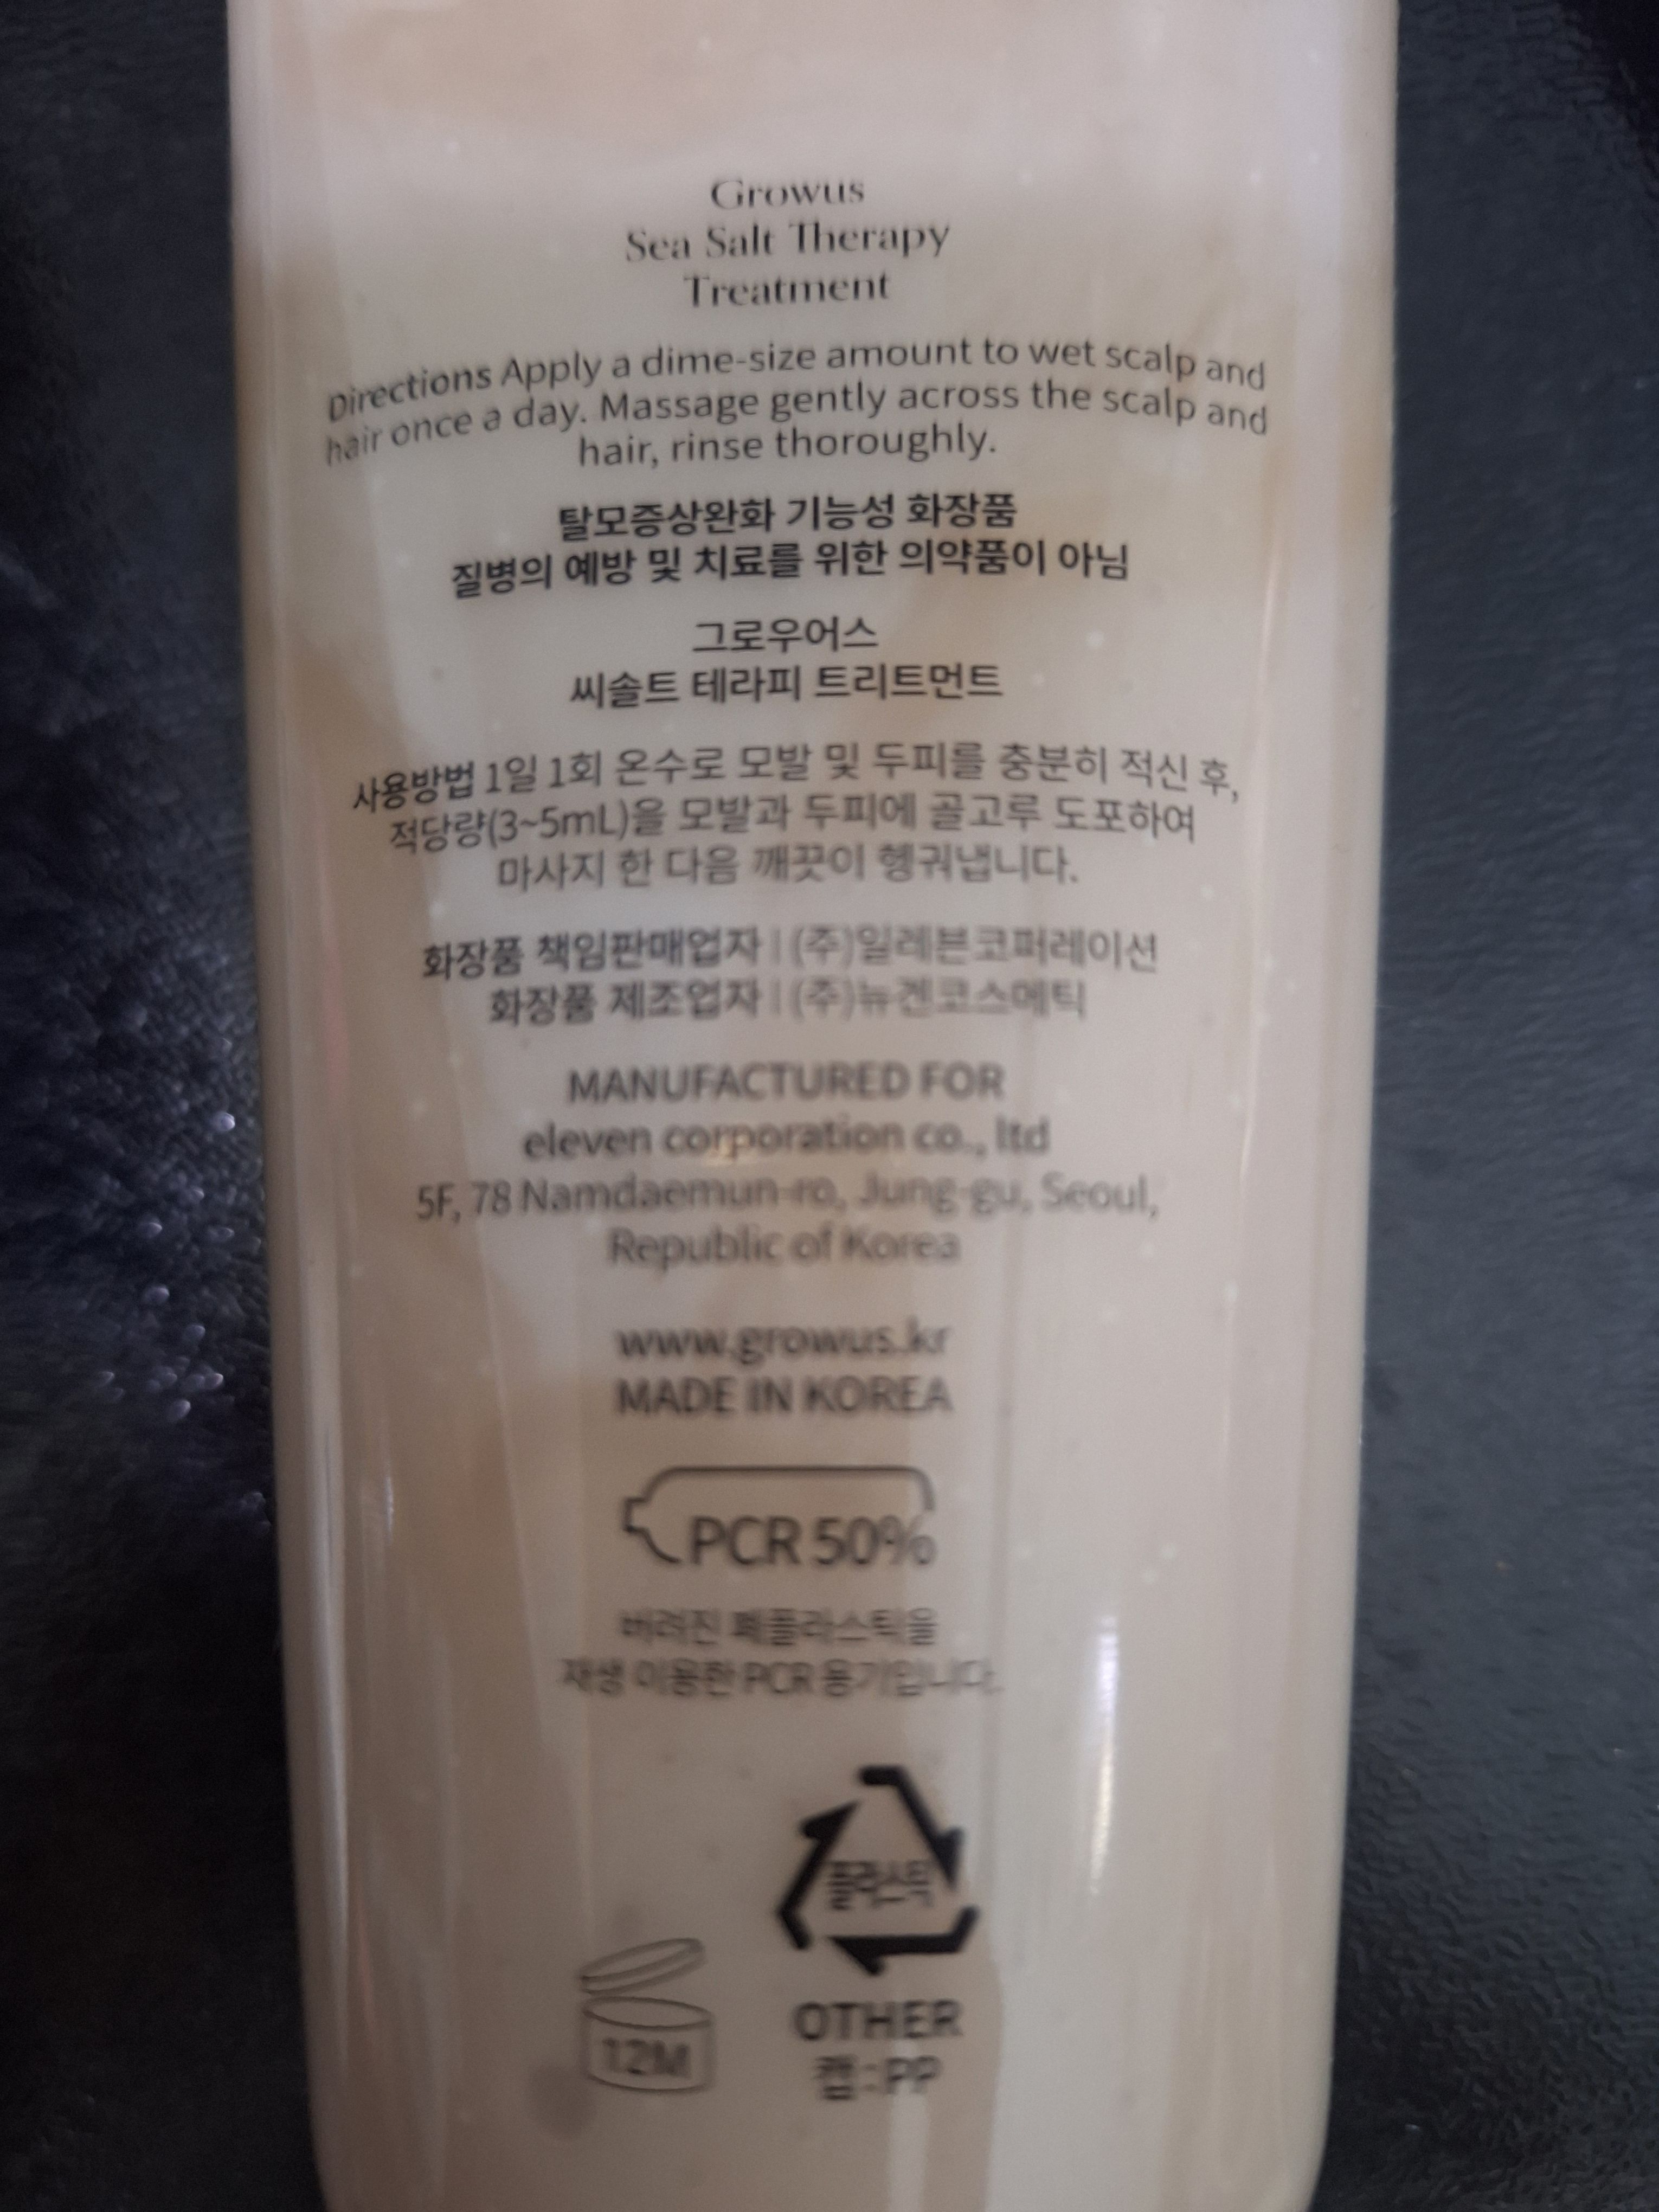 Growus
Sea Salt Therapy
Treatment
Directions Apply a dime-size amount to wet scalp and
hair once a day. Massage gently across the scalp and
hair, rinse thoroughly.
탈모증상완화 기능성 화장품
질병의 예방 및 치료를 위한 의약품이 아님
그로우어스
씨솔트 테라피 트리트먼트
사용방법 1일 1회 온수로 모발 및 두피를 충분히 적신 후,
적당량(3~5mL)을 모발과 두피에 골고루 도포하여
마사지 한 다음 깨끗이 헹궈냅니다.
화장품 책임판매업자 | (주)일레븐코퍼레이션
화장품 제조업자 | (주)뉴겐코스메틱
MANUFACTURED FOR
eleven corporation co., ltd
5F, 78 Namdaemun-ro, Jung-gu, Seoul,
Republic of Korea
www.growus.kr
MADE IN KOREA
PCR 50%
버려진 폐플라스틱을
재생 이용한 PCR 용기입니다.
플라스틱
OTHER
캡:PP
12M